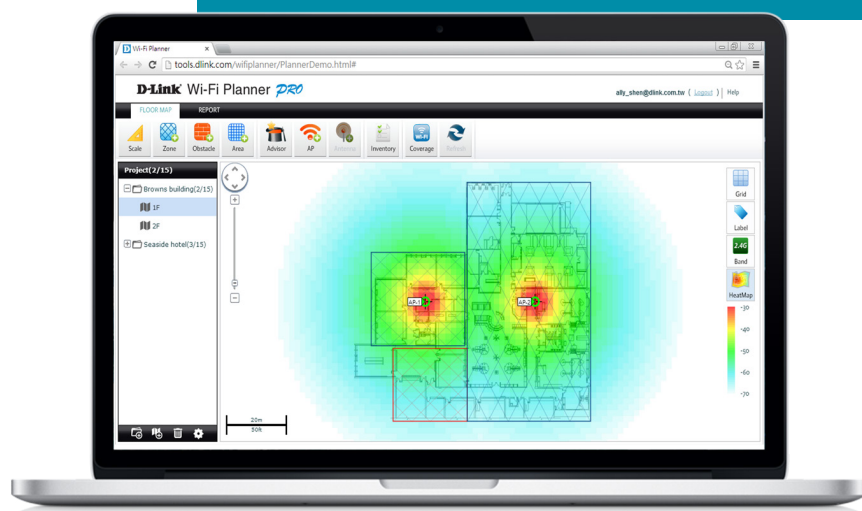 Wi-Fi Planner
x
tools.dlink.com/wifiplanner/PlannerDemo.html#
D-Link Wi-Fi Planner PRO
ally_shen@dlink.com.tw ( Logout ) | Help
FLOOR MAP REPORT
Scale Zone Obstacle Area Advisor AP Antenna Inventory Wi-Fi Coverage Refresh
Project(2/15)
Browns building(2/15)
1F
2F
Seaside hotel(3/15)
AP-1
AP-2
Grid
Label
2.4G
Band
HeatMap
-30
-40
-50
-60
-70
20m
50ft